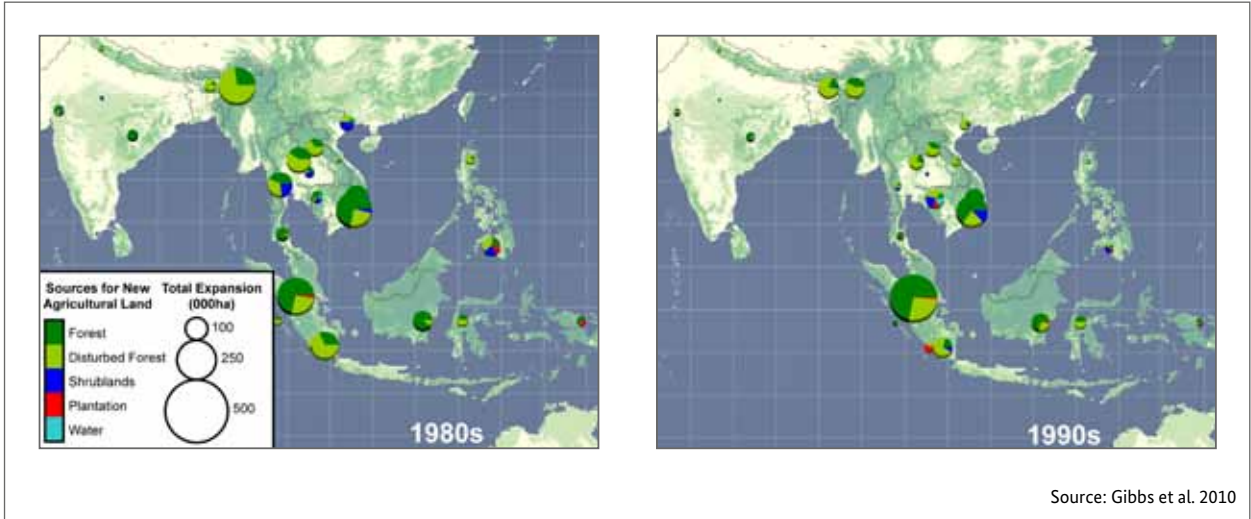 Sources for New Total Expansion
Agricultural Land (000ha)
Forest
Disturbed Forest
Shrublands
Plantation
Water
100
250
500
1980s
1990s
Source: Gibbs et al. 2010